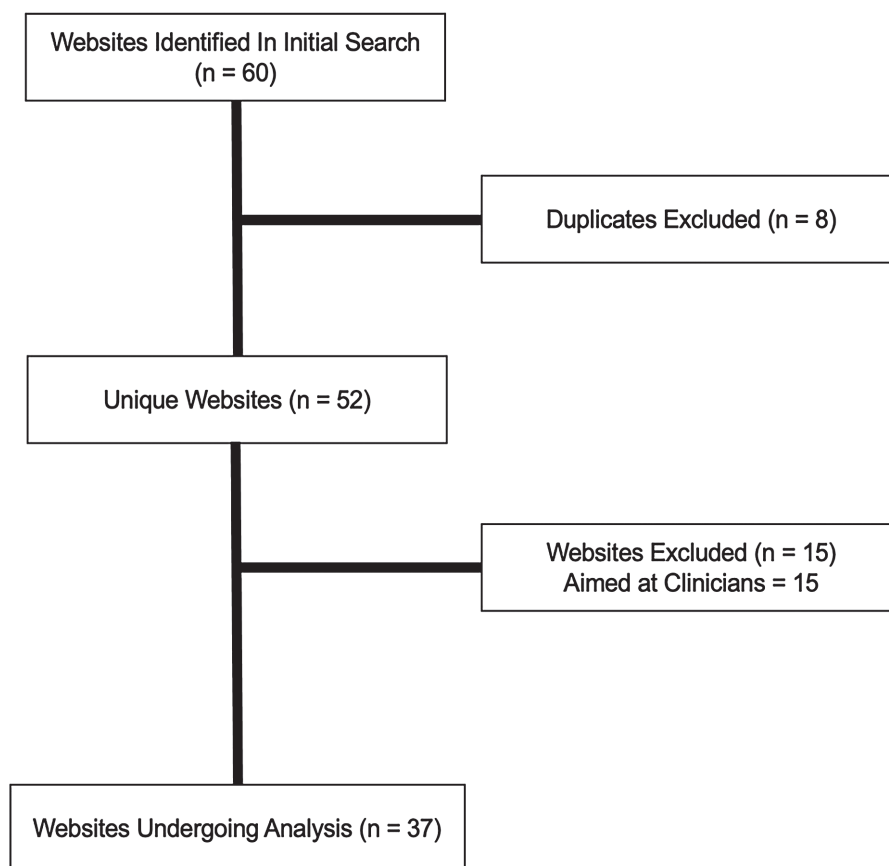 Websites Identified In Initial Search
(n = 60)
Duplicates Excluded (n = 8)
Unique Websites (n = 52)
Websites Excluded (n = 15)
Aimed at Clinicians = 15
Websites Undergoing Analysis (n = 37)